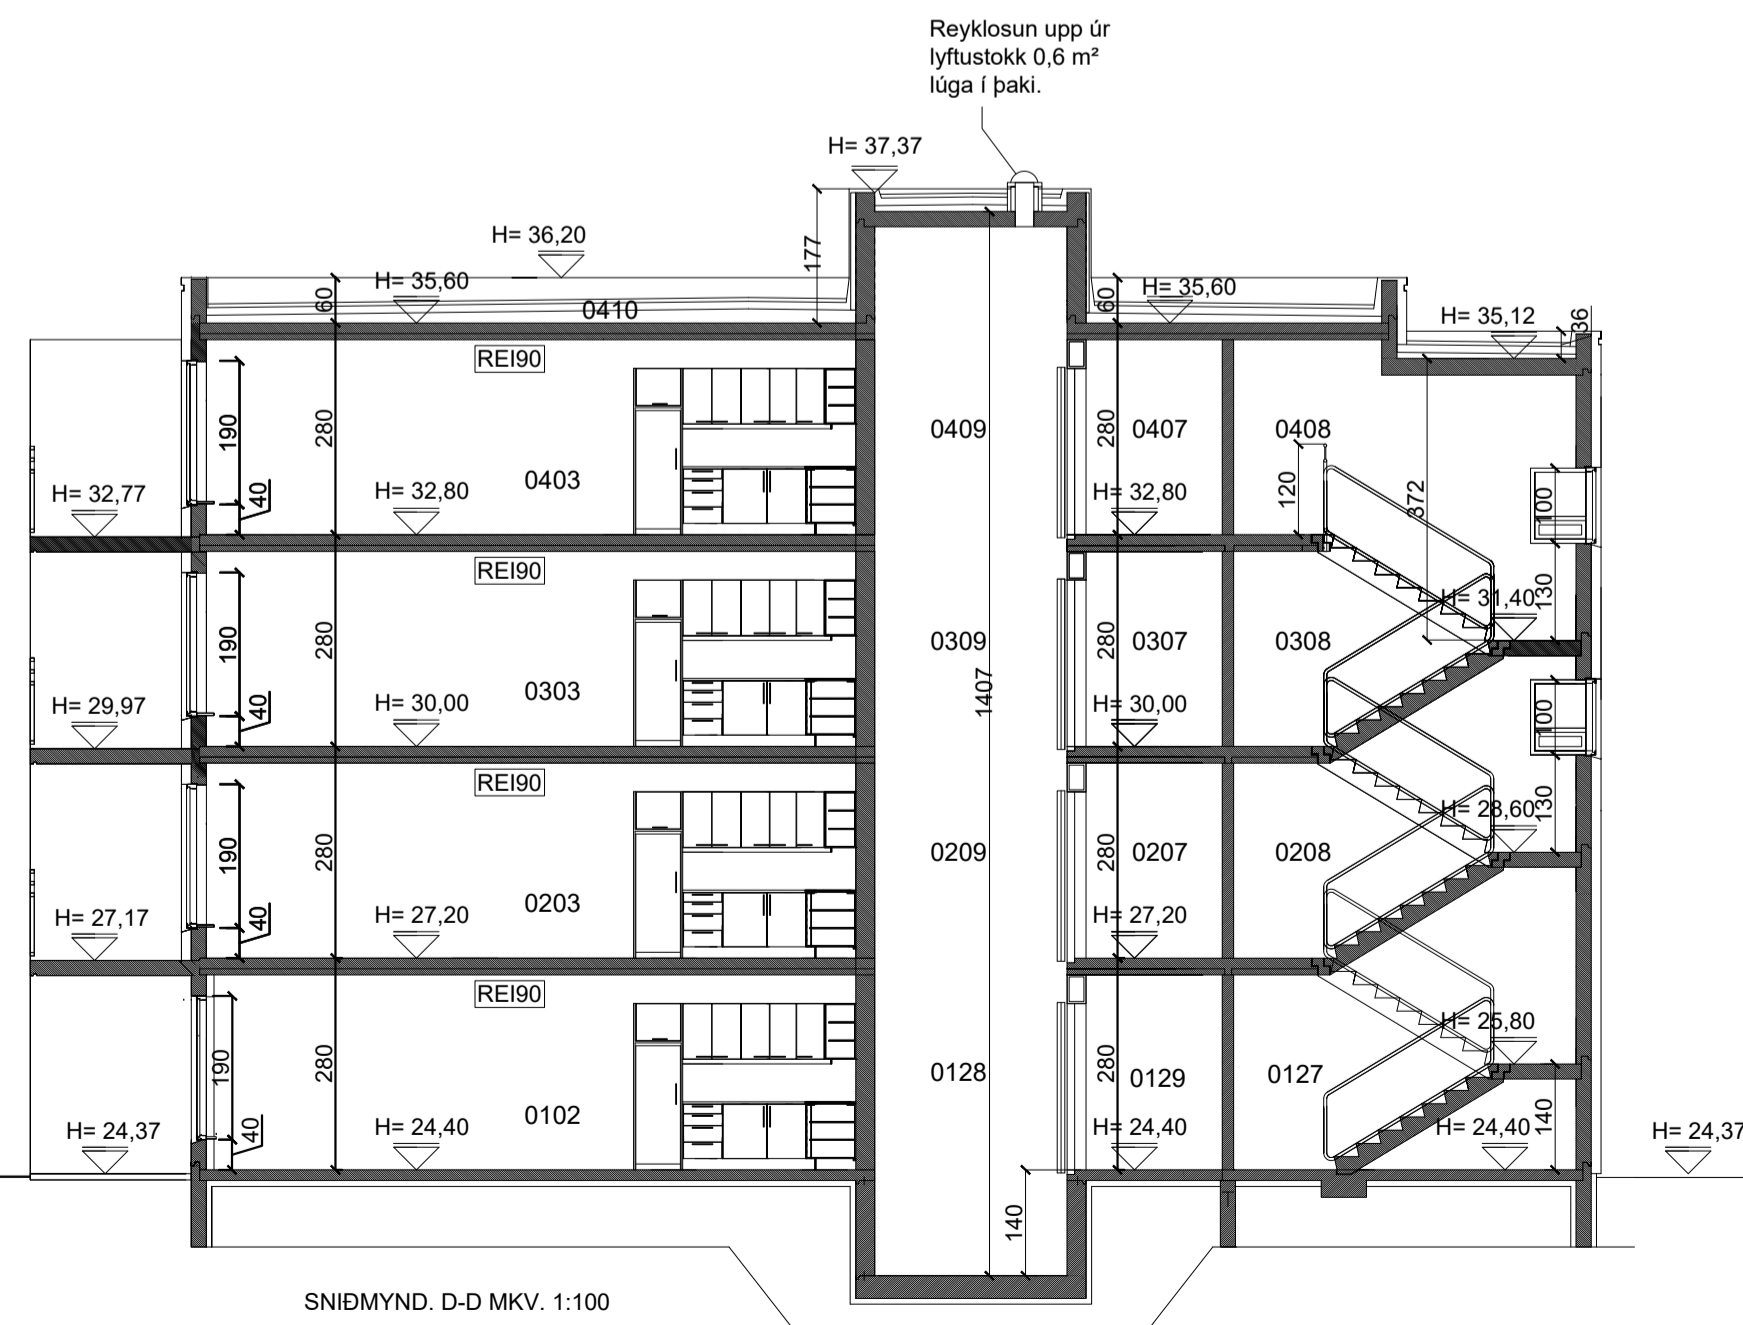 Reyklosun upp úr
lyftustokk 0,6 m²
lúga í þaki.
H= 37,37
H= 36,20
177
H= 35,60
60
0410
60
H= 35,60
H= 35,12
36
REI90
190
280
0409
280
0407
0408
120
372
100
H= 32,77
40
H= 32,80
0403
H= 32,80
130
H= 31,40
REI90
190
280
0309
280
0307
0308
1407
H= 29,97
40
H= 30,00
0303
H= 30,00
100
130
H= 28,60
REI90
190
280
0209
280
0207
0208
H= 27,17
40
H= 27,20
0203
H= 27,20
H= 25,80
REI90
190
280
0128
280
0129
0127
140
H= 24,37
40
H= 24,40
0102
H= 24,40
H= 24,40
H= 24,37
140
SNIÐMYND. D-D MKV. 1:100